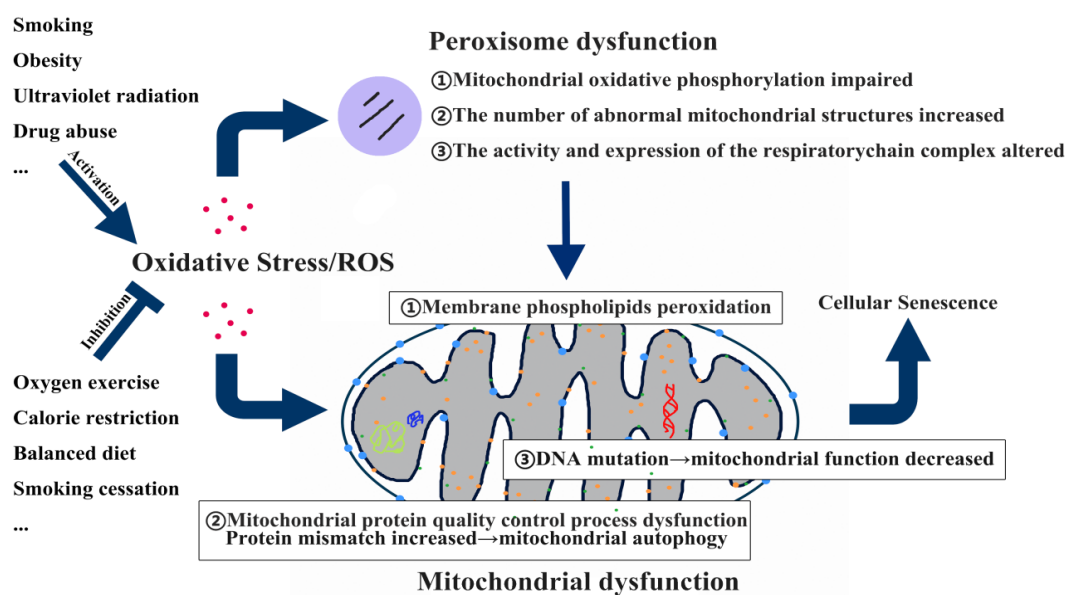 Smoking
Obesity
Ultraviolet radiation
Drug abuse
...
Activation
Peroxisome dysfunction
①Mitochondrial oxidative phosphorylation impaired
②The number of abnormal mitochondrial structures increased
③The activity and expression of the respiratorychain complex altered
Oxidative Stress/ROS
Inhibition
Oxygen exercise
Calorie restriction
Balanced diet
Smoking cessation
...
①Membrane phospholipids peroxidation
Cellular Senescence
③DNA mutation→mitochondrial function decreased
②Mitochondrial protein quality control process dysfunction
Protein mismatch increased→mitochondrial autophagy
Mitochondrial dysfunction